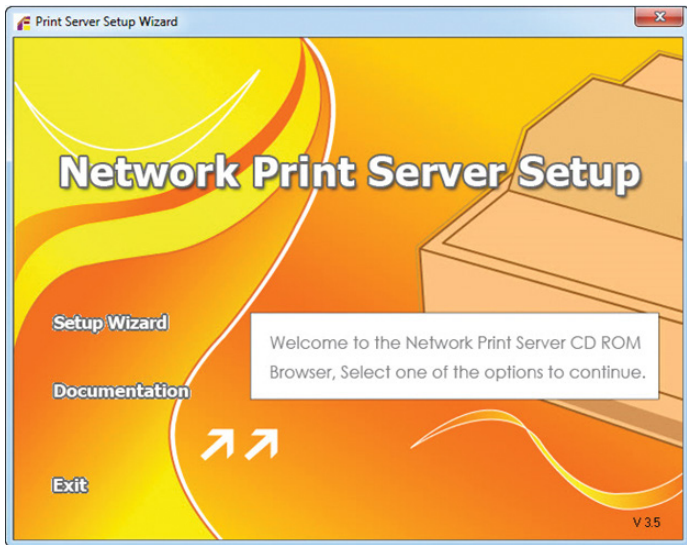 Print Server Setup Wizard
Network Print Server Setup
Setup Wizard
Welcome to the Network Print Server CD ROM
Browser, Select one of the options to continue.
Documentation
Exit
V 3.5